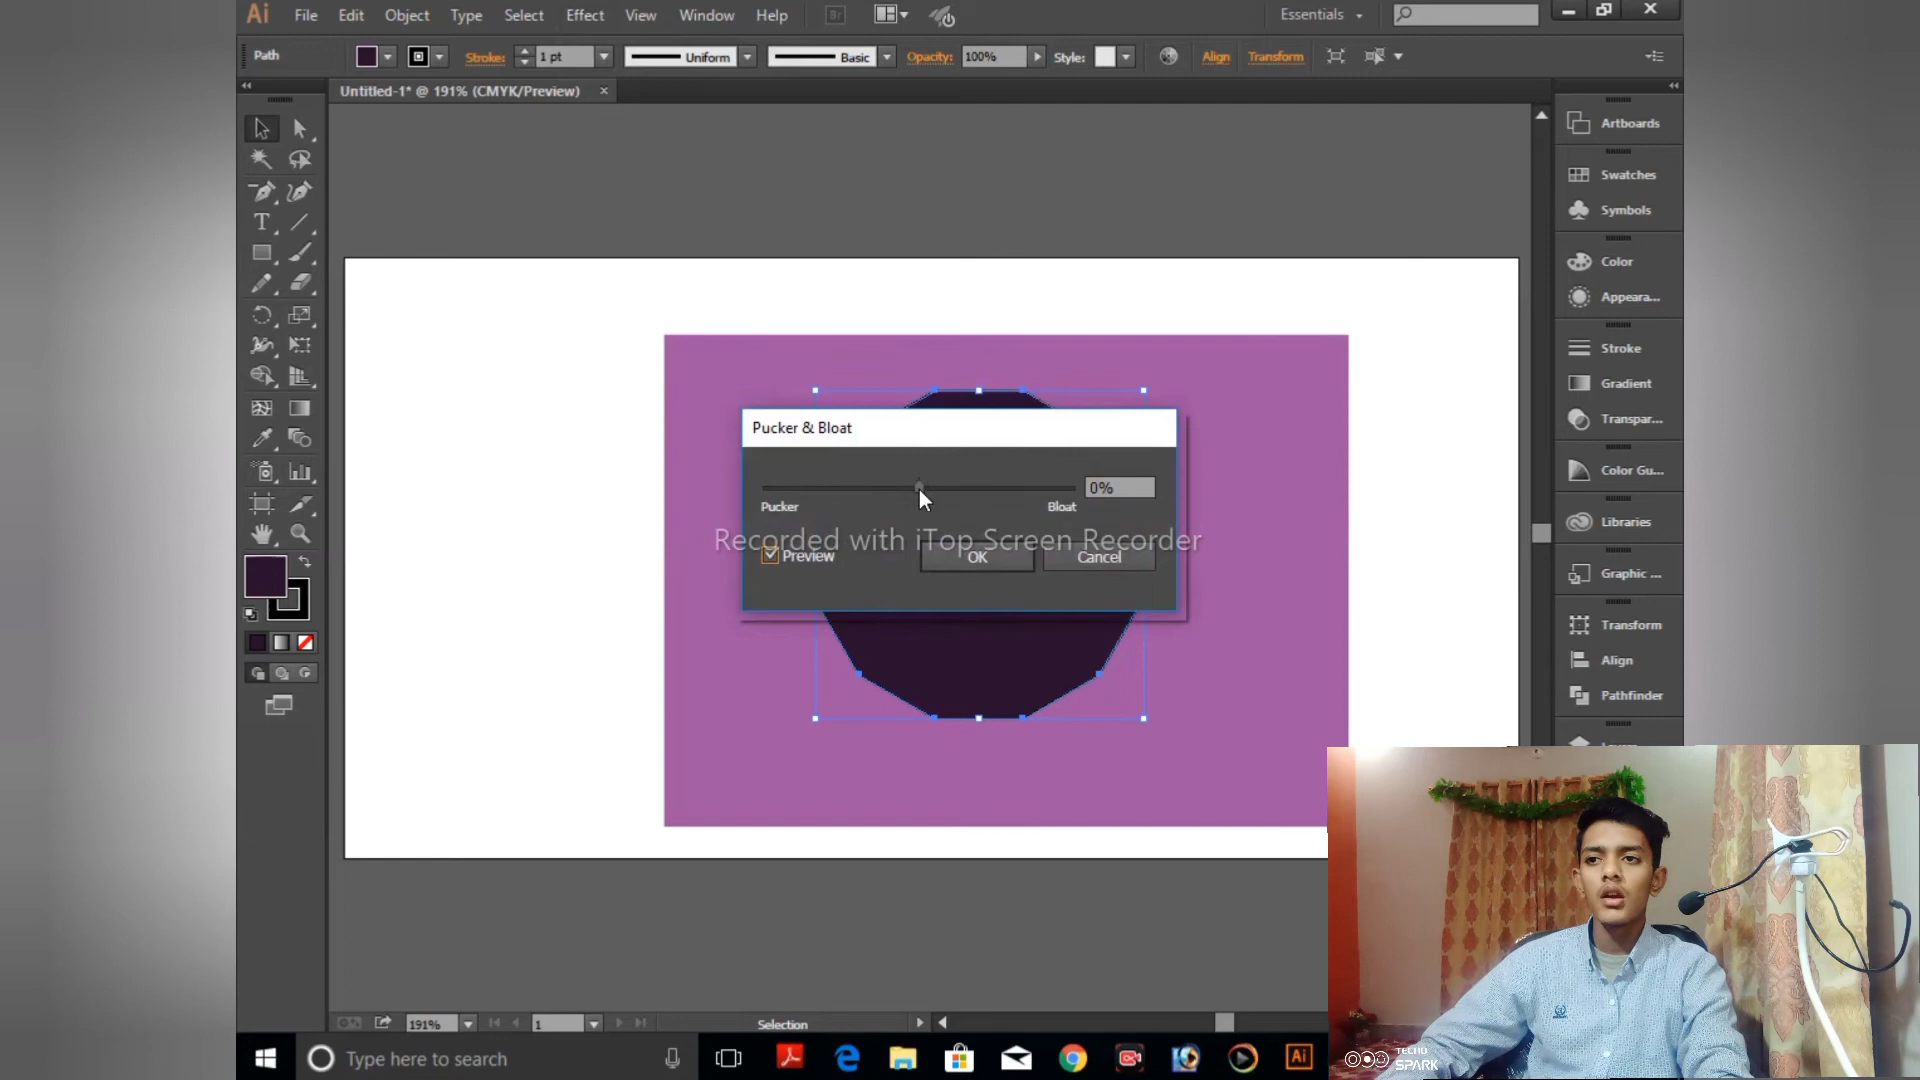 Ai File Edit Object Type Select Effect View Window Help Br Essentials
Path Stroke: 1 pt Uniform Basic Opacity: 100% Style: Align Transform
Untitled-1* @ 191% (CMYK/Preview) ×
Artboards
Swatches
Symbols
Color
Appeara...
Stroke
Gradient
Transpar...
Color Gu...
Libraries
Graphic ...
Transform
Align
Pathfinder
Pucker & Bloat
0%
Pucker Bloat
Recorded with iTop Screen Recorder
Preview OK Cancel
191% 1 Selection
Type here to search
Ai
TECNO
SPARK